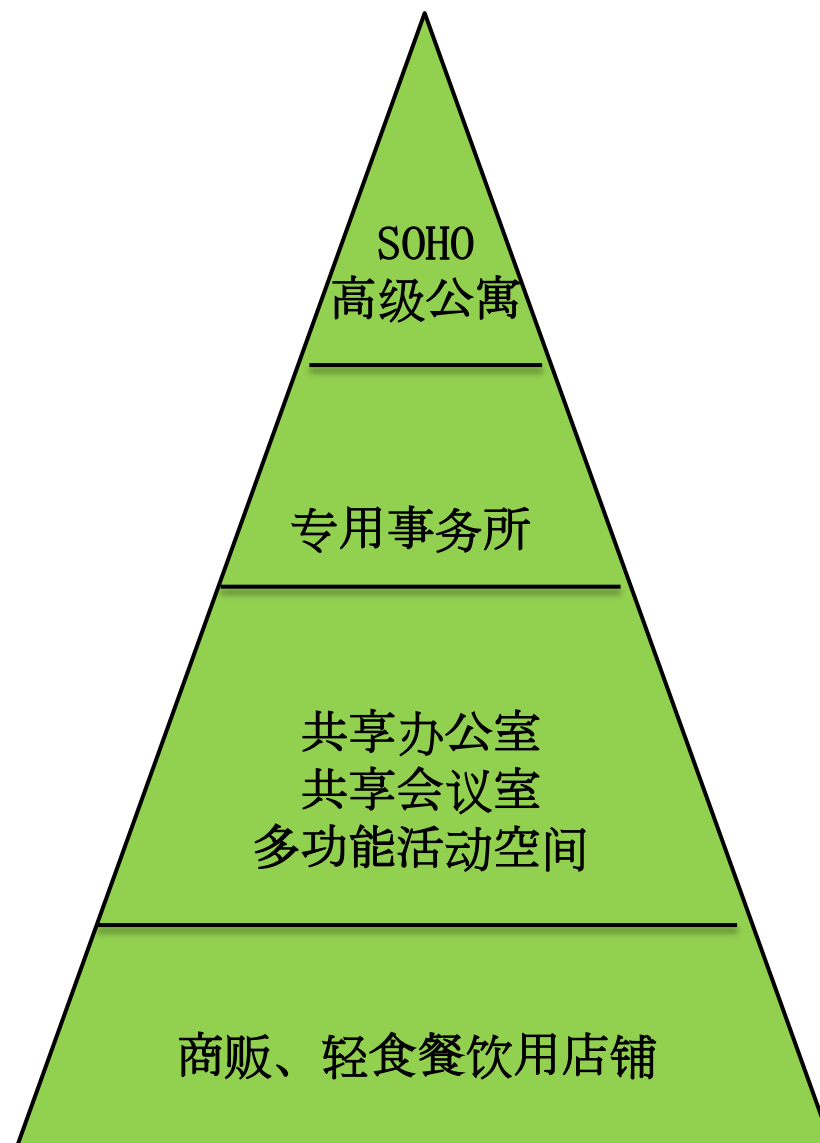 SOHO
高级公寓
专用事务所
共享办公室
共享会议室
多功能活动空间
商贩、轻食餐饮用店铺